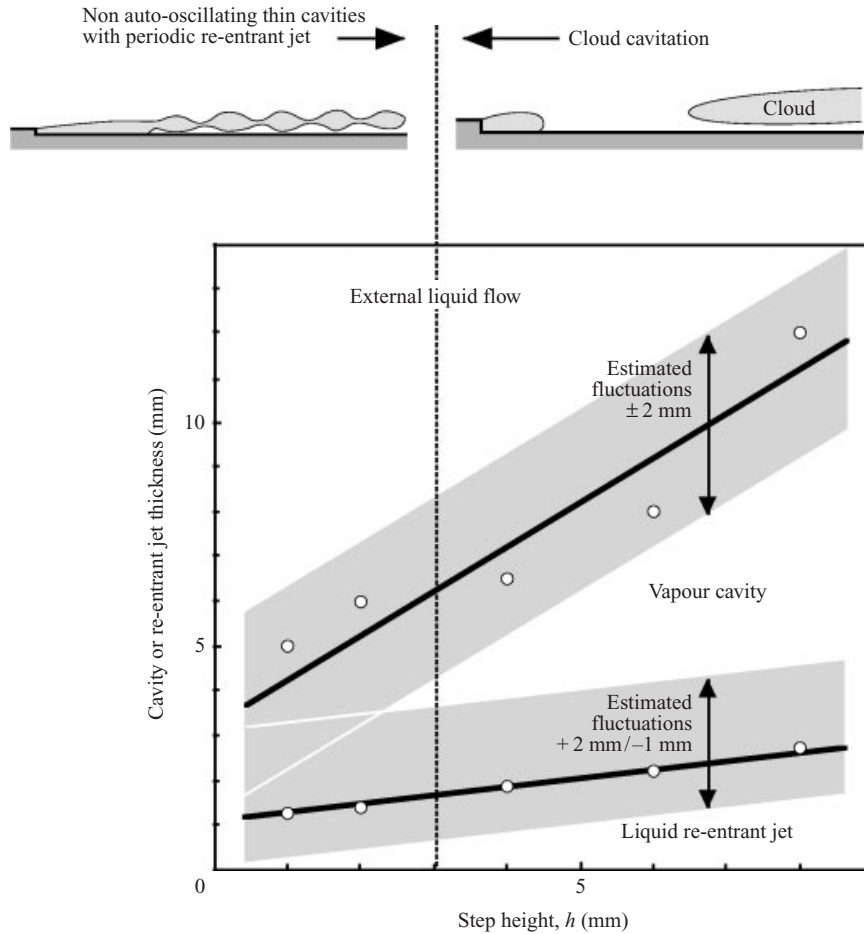 Non auto-oscillating thin cavities
with periodic re-entrant jet
Cloud cavitation
Cloud
External liquid flow
Estimated
fluctuations
± 2 mm
10
Cavity or re-entrant jet thickness (mm)
Vapour cavity
5
Estimated
fluctuations
+ 2 mm/–1 mm
Liquid re-entrant jet
0
5
Step height, h (mm)